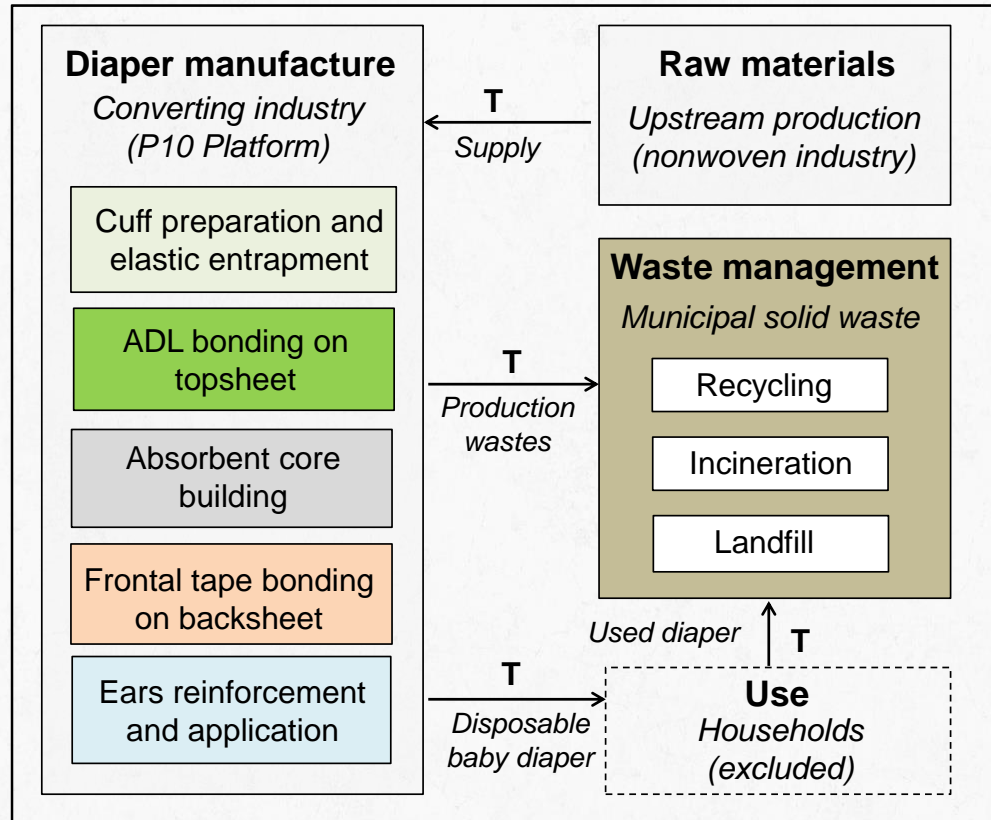 Diaper manufacture
Converting industry
(P10 Platform)
Cuff preparation and
elastic entrapment
ADL bonding on
topsheet
Absorbent core
building
Frontal tape bonding
on backsheet
Ears reinforcement
and application
T
Supply
Raw materials
Upstream production
(nonwoven industry)
T
Production
wastes
Waste management
Municipal solid waste
Recycling
Incineration
Landfill
Used diaper
T
T
Disposable
baby diaper
Use
Households
(excluded)